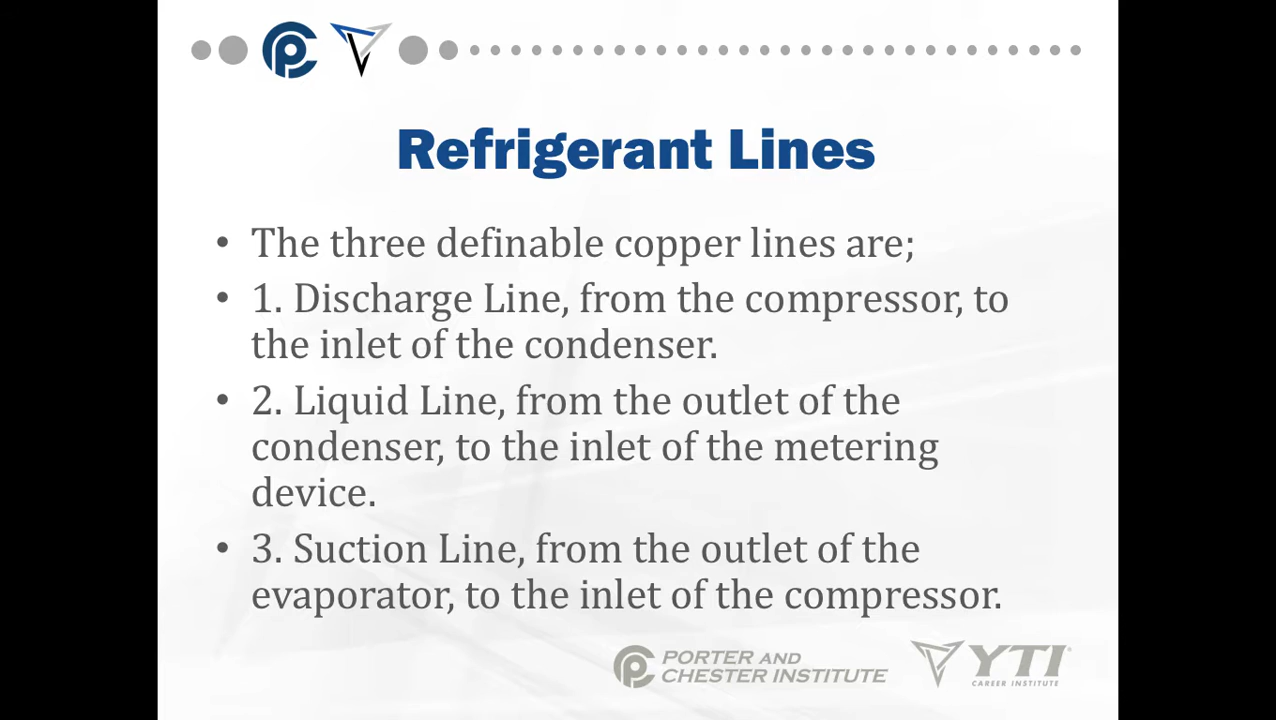 Refrigerant Lines
• The three definable copper lines are;
• 1. Discharge Line, from the compressor, to
the inlet of the condenser.
• 2. Liquid Line, from the outlet of the
condenser, to the inlet of the metering
device.
• 3. Suction Line, from the outlet of the
evaporator, to the inlet of the compressor.
PORTER AND
CHESTER INSTITUTE
YTI®
CAREER INSTITUTE